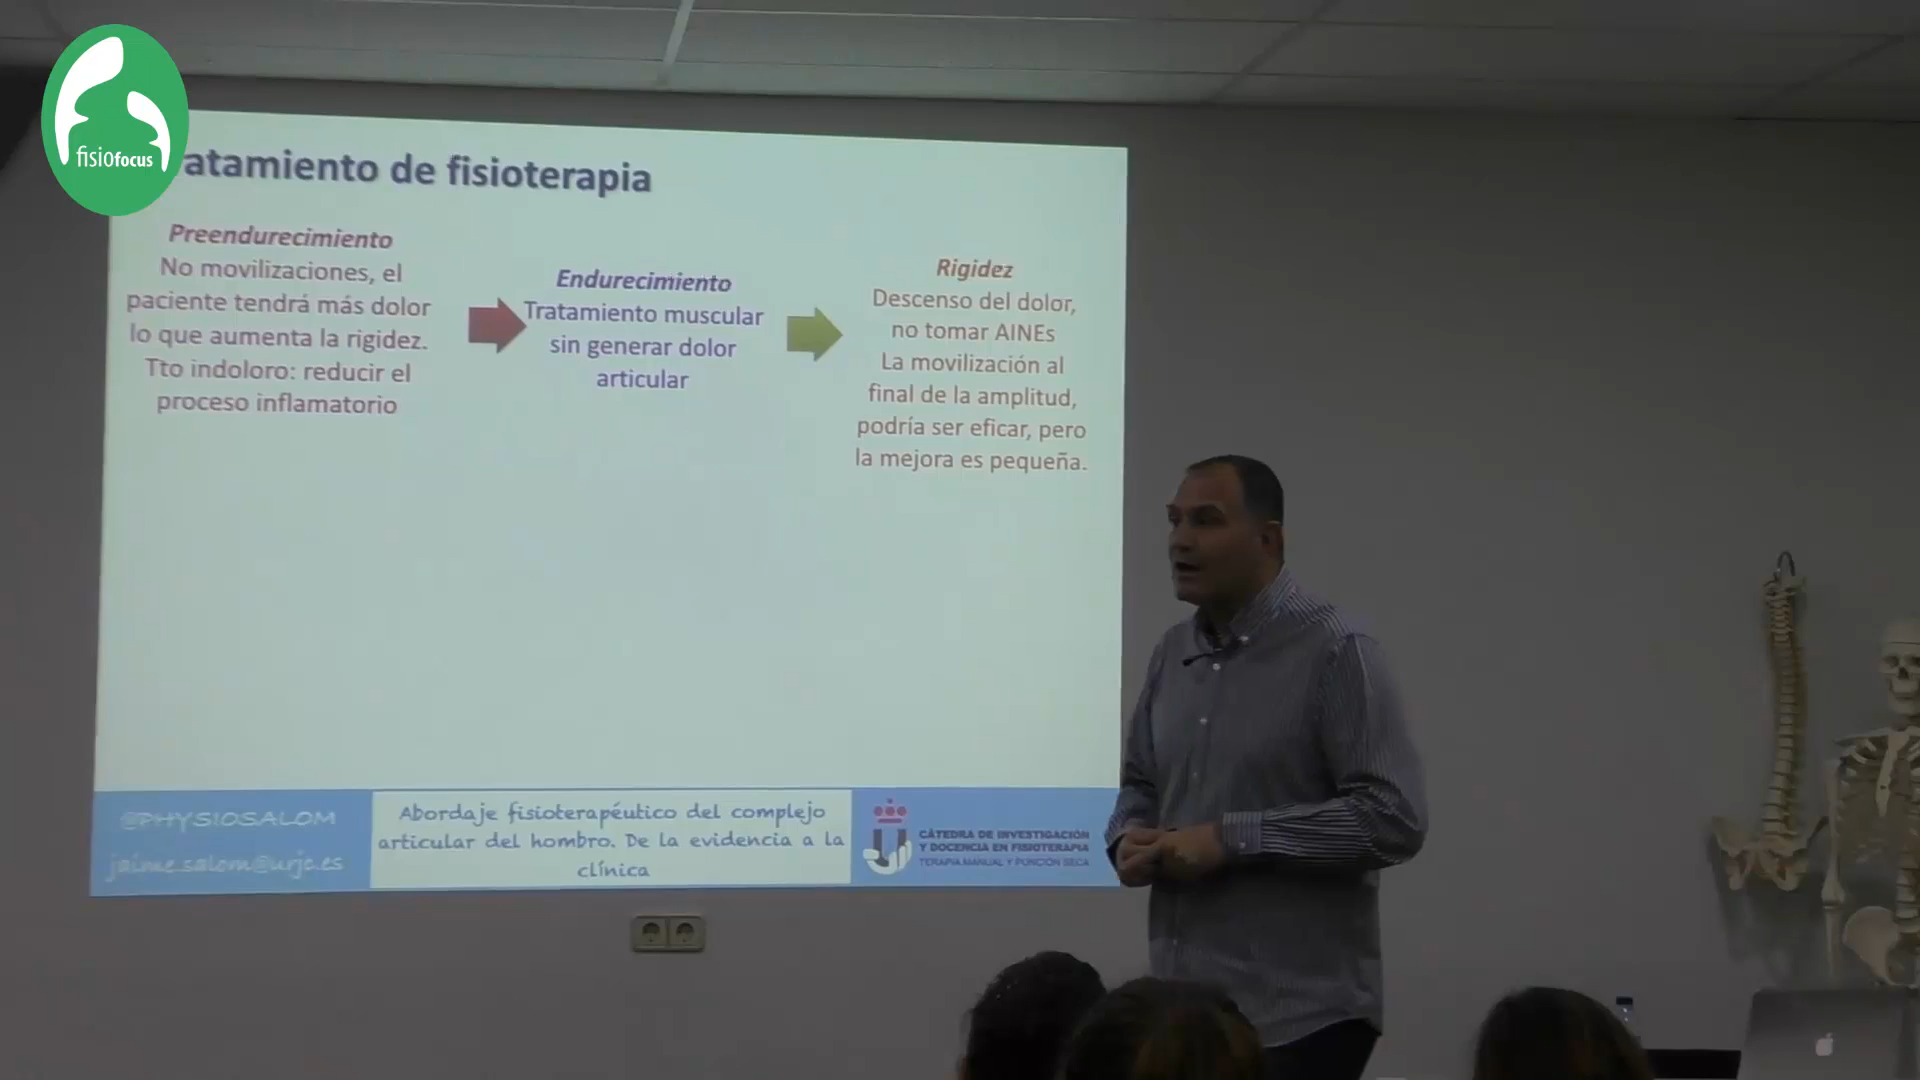 fisiofocus
ratamiento de fisioterapia
Preendurecimiento
No movilizaciones, el
paciente tendrá más dolor
lo que aumenta la rigidez.
Tto indoloro: reducir el
proceso inflamatorio
Endurecimiento
Tratamiento muscular
sin generar dolor
articular
Rigidez
Descenso del dolor,
no tomar AINEs
La movilización al
final de la amplitud,
podría ser eficar, pero
la mejora es pequeña.
@PHYSIOSALOM
jaime.salom@urjc.es
Abordaje fisioterapéutico del complejo
articular del hombro. De la evidencia a la
clínica
CÁTEDRA DE INVESTIGACIÓN
Y DOCENCIA EN FISIOTERAPIA
TERAPIA MANUAL Y PUNCIÓN SECA